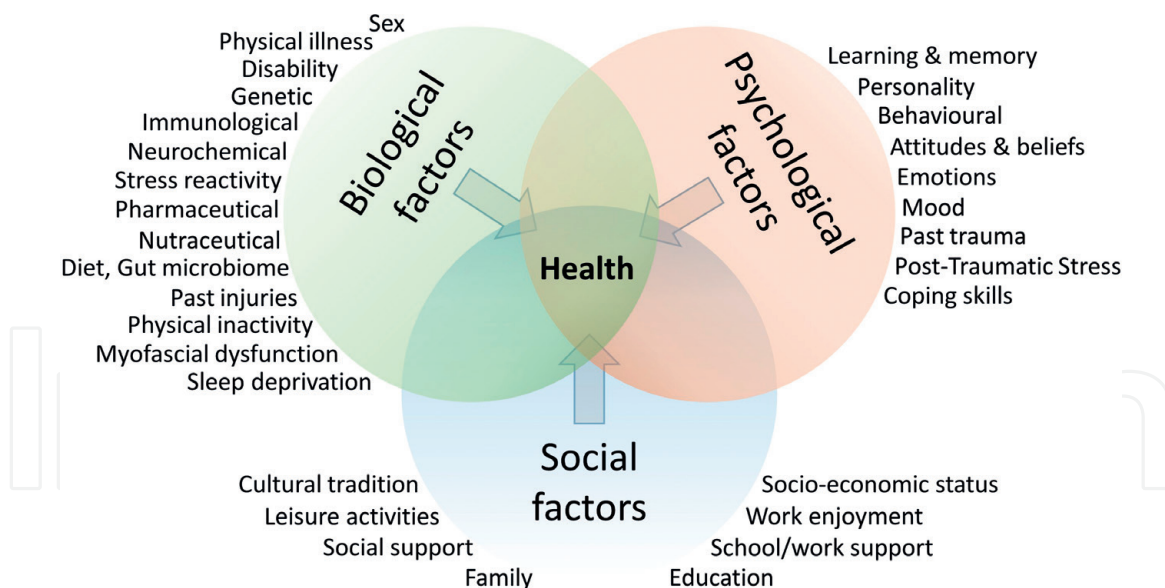 Sex
Physical illness
Disability
Genetic
Immunological
Neurochemical
Stress reactivity
Pharmaceutical
Nutraceutical
Diet, Gut microbiome
Past injuries
Physical inactivity
Myofascial dysfunction
Sleep deprivation
Biological
factors
Psychological
factors
Learning & memory
Personality
Behavioural
Attitudes & beliefs
Emotions
Mood
Past trauma
Post-Traumatic Stress
Coping skills
Health
Social
factors
Cultural tradition
Leisure activities
Social support
Family
Socio-economic status
Work enjoyment
School/work support
Education